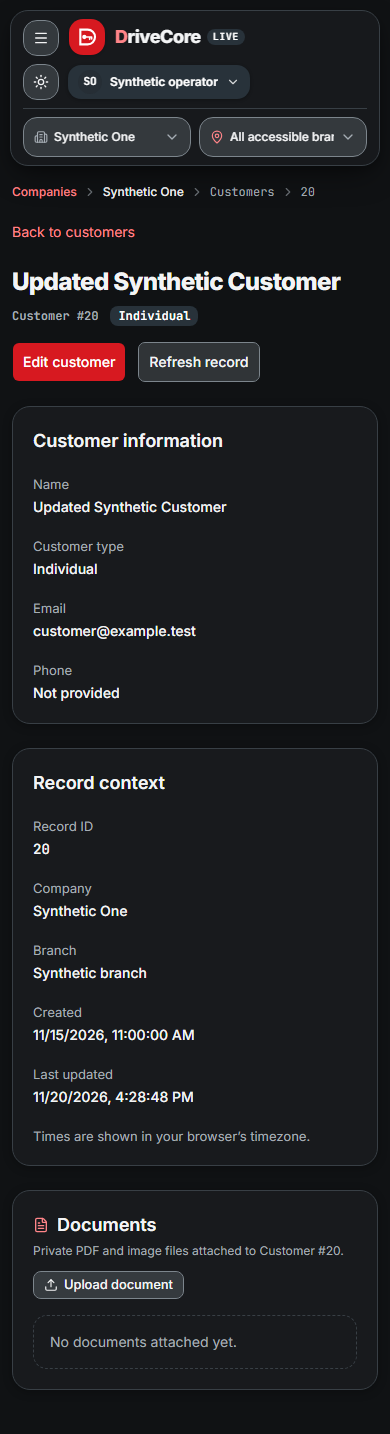 DriveCore LIVE
SO Synthetic operator
Synthetic One All accessible bran
Companies Synthetic One Customers 20
Back to customers
Updated Synthetic Customer
Customer #20 Individual
Edit customer Refresh record
Customer information
Name
Updated Synthetic Customer
Customer type
Individual
Email
customer@example.test
Phone
Not provided
Record context
Record ID
20
Company
Synthetic One
Branch
Synthetic branch
Created
11/15/2026, 11:00:00 AM
Last updated
11/20/2026, 4:28:48 PM
Times are shown in your browser’s timezone.
Documents
Private PDF and image files attached to Customer #20.
Upload document
No documents attached yet.